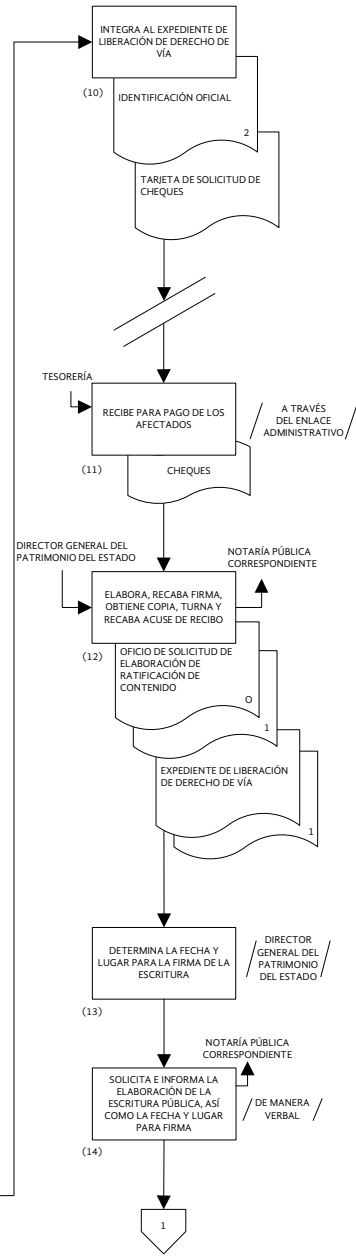 INTEGRA AL EXPEDIENTE DE
LIBERACIÓN DE DERECHO DE
VÍA
(10)
IDENTIFICACIÓN OFICIAL
2
TARJETA DE SOLICITUD DE
CHEQUES
TESORERÍA
RECIBE PARA PAGO DE LOS
AFECTADOS
A TRAVÉS
DEL ENLACE
ADMINISTRATIVO
(11)
CHEQUES
DIRECTOR GENERAL DEL
PATRIMONIO DEL ESTADO
NOTARÍA PÚBLICA
CORRESPONDIENTE
ELABORA, RECABA FIRMA,
OBTIENE COPIA, TURNA Y
RECABA ACUSE DE RECIBO
(12)
OFICIO DE SOLICITUD DE
ELABORACIÓN DE
RATIFICACIÓN DE
CONTENIDO
O
1
EXPEDIENTE DE LIBERACIÓN
DE DERECHO DE VÍA
1
DETERMINA LA FECHA Y
LUGAR PARA LA FIRMA DE LA
ESCRITURA
DIRECTOR
GENERAL DEL
PATRIMONIO
DEL ESTADO
(13)
NOTARÍA PÚBLICA
CORRESPONDIENTE
SOLICITA E INFORMA LA
ELABORACIÓN DE LA
ESCRITURA PÚBLICA, ASÍ
COMO LA FECHA Y LUGAR
PARA FIRMA
DE MANERA
VERBAL
(14)
1